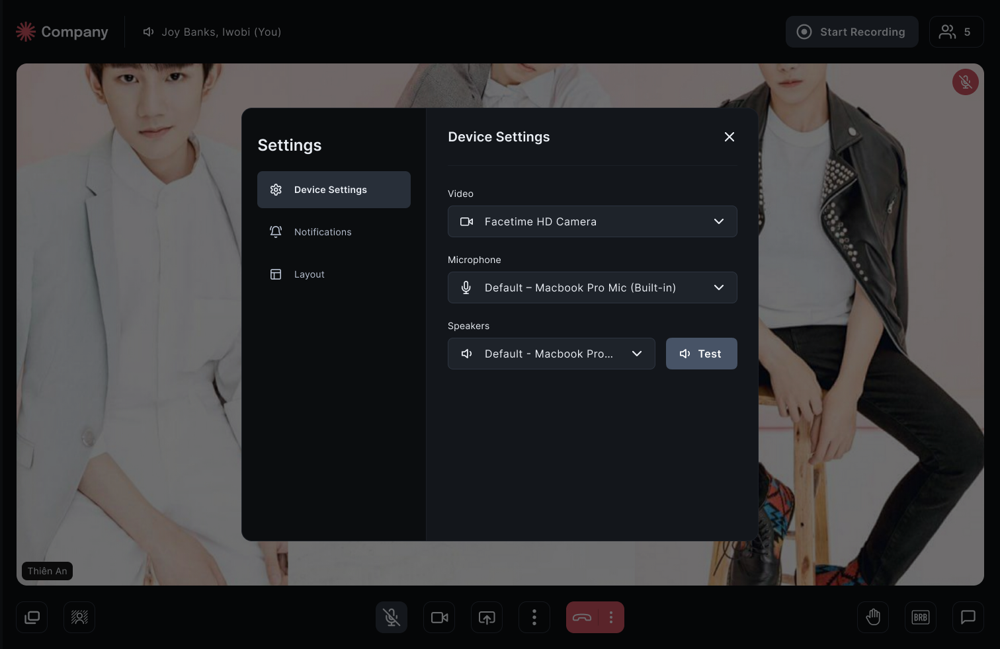 Company
Joy Banks, Iwobi (You)
Start Recording
5
Settings
Device Settings
Notifications
Layout
Device Settings
Video
Facetime HD Camera
Microphone
Default – Macbook Pro Mic (Built-in)
Speakers
Default - Macbook Pro...
Test
Thiên An
BRB